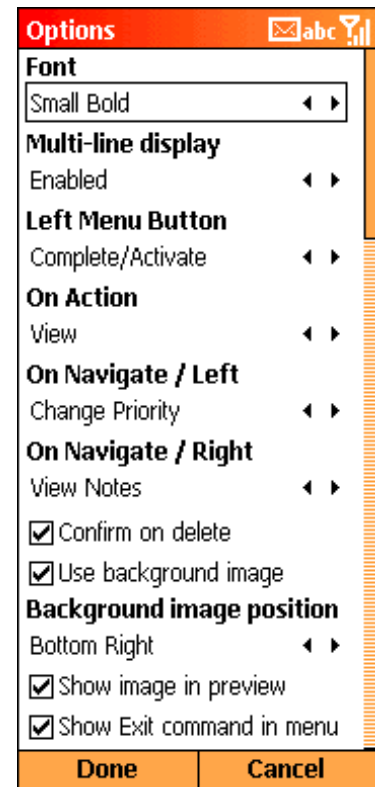 Options abc
Font
Small Bold
Multi-line display
Enabled
Left Menu Button
Complete/Activate
On Action
View
On Navigate / Left
Change Priority
On Navigate / Right
View Notes
Confirm on delete
Use background image
Background image position
Bottom Right
Show image in preview
Show Exit command in menu
Done Cancel